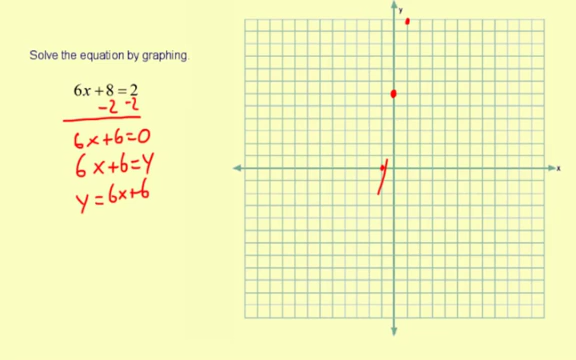 Solve the equation by graphing
6x + 8 = 2
-2 -2
6x+6=0
6x+6=y
y=6x+6
y
x